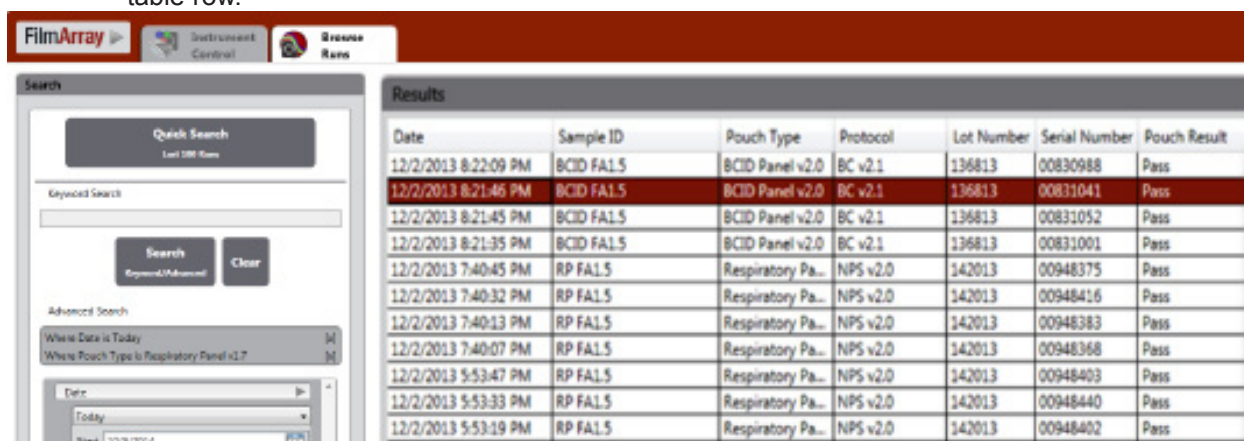 table row.
FilmArray
Instrument Control
Browse Runs
Search
Quick Search
Last 100 Runs
Keyword Search
Search
Keyword/Advanced
Clear
Advanced Search
Where Date is Today [x]
Where Pouch Type is Respiratory Panel v1.7 [x]
Date
Today
Results
Date Sample ID Pouch Type Protocol Lot Number Serial Number Pouch Result
12/2/2013 8:22:09 PM BCID FA1.5 BCID Panel v2.0 BC v2.1 136813 00830988 Pass
12/2/2013 8:21:46 PM BCID FA1.5 BCID Panel v2.0 BC v2.1 136813 00831041 Pass
12/2/2013 8:21:45 PM BCID FA1.5 BCID Panel v2.0 BC v2.1 136813 00831052 Pass
12/2/2013 8:21:35 PM BCID FA1.5 BCID Panel v2.0 BC v2.1 136813 00831001 Pass
12/2/2013 7:40:45 PM RP FA1.5 Respiratory Pa... NPS v2.0 142013 00948375 Pass
12/2/2013 7:40:32 PM RP FA1.5 Respiratory Pa... NPS v2.0 142013 00948416 Pass
12/2/2013 7:40:13 PM RP FA1.5 Respiratory Pa... NPS v2.0 142013 00948383 Pass
12/2/2013 7:40:07 PM RP FA1.5 Respiratory Pa... NPS v2.0 142013 00948368 Pass
12/2/2013 5:53:47 PM RP FA1.5 Respiratory Pa... NPS v2.0 142013 00948403 Pass
12/2/2013 5:53:33 PM RP FA1.5 Respiratory Pa... NPS v2.0 142013 00948440 Pass
12/2/2013 5:53:19 PM RP FA1.5 Respiratory Pa... NPS v2.0 142013 00948402 Pass